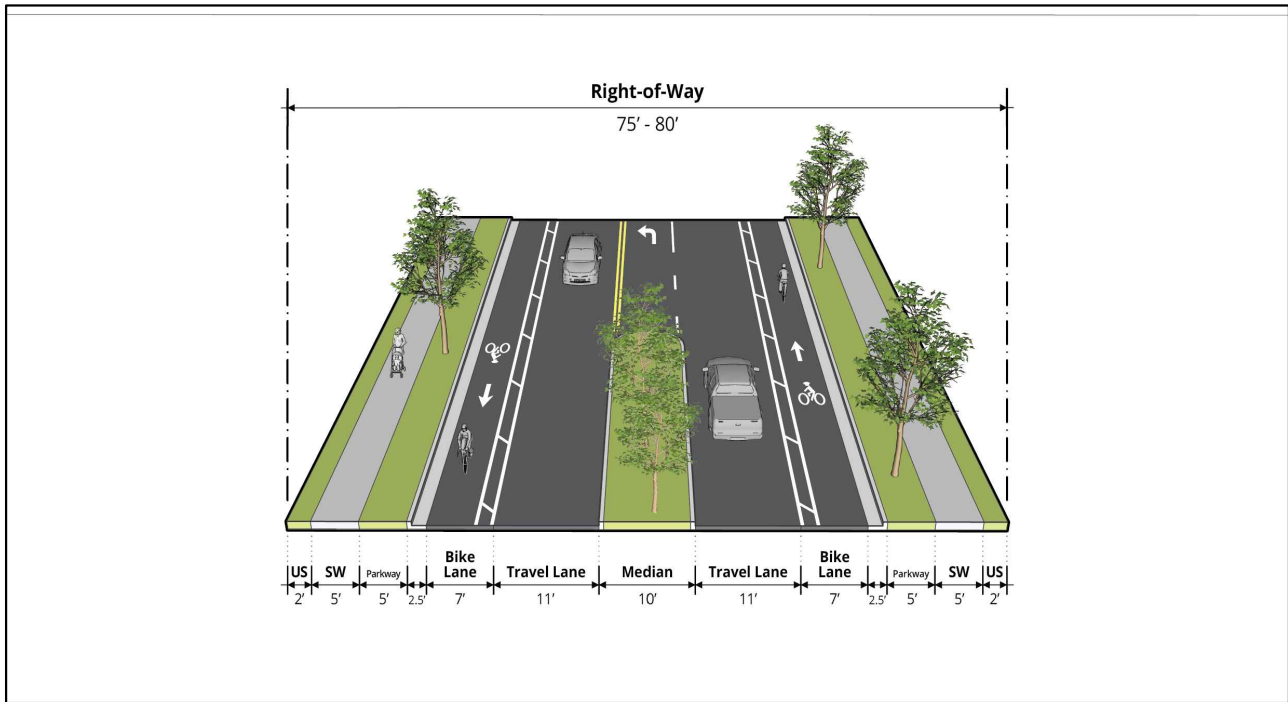 Right-of-Way
75’ - 80’
US SW Parkway Bike Lane Travel Lane Median Travel Lane Bike Lane Parkway SW US
2’ 5’ 5’ 2.5’ 7’ 11’ 10’ 11’ 7’ 2.5’ 5’ 5’ 2’